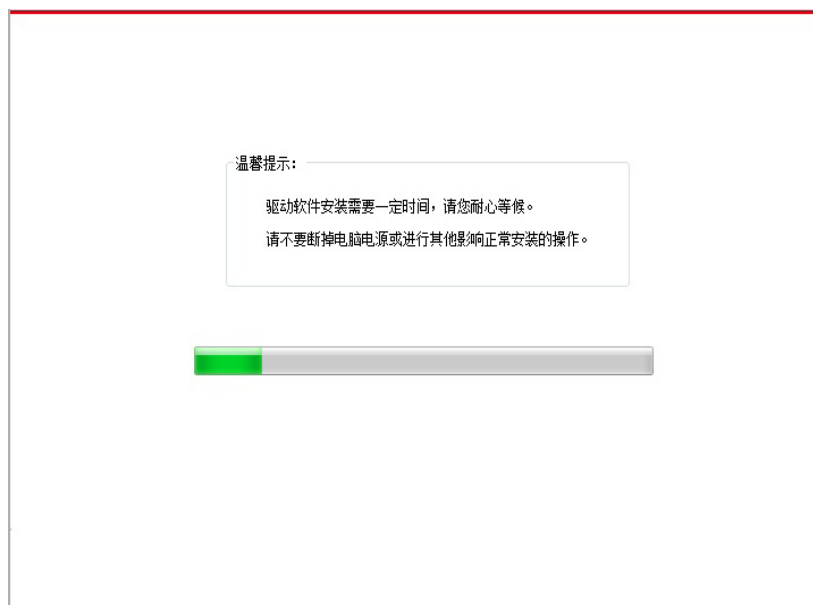 温馨提示：
驱动软件安装需要一定时间，请您耐心等候。
请不要断掉电脑电源或进行其他影响正常安装的操作。